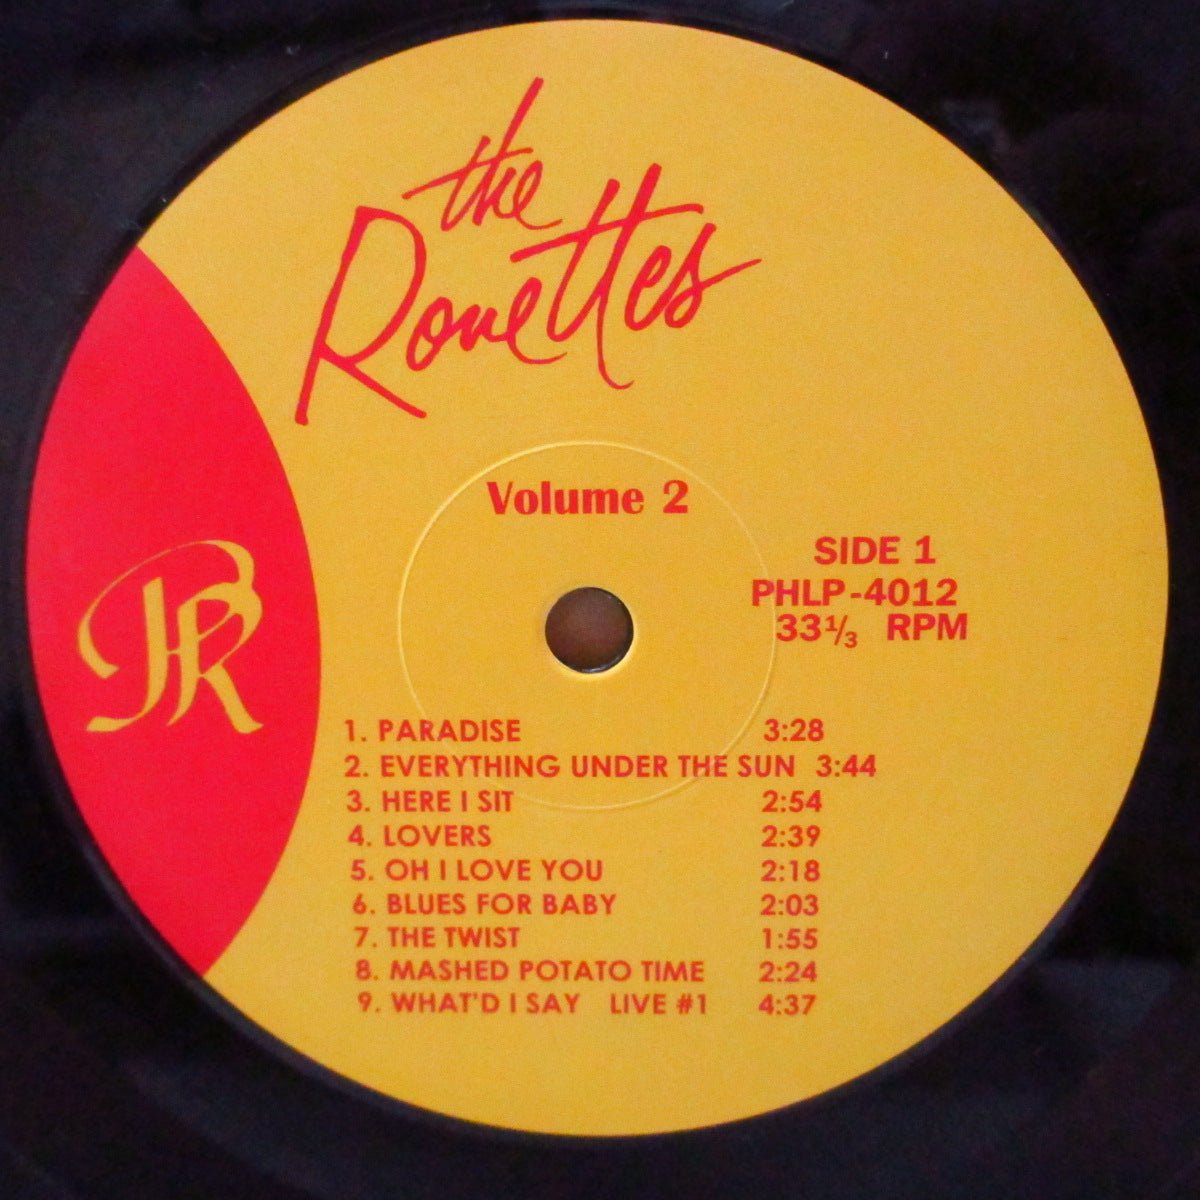 the
Ronettes
Volume 2
SIDE 1
PHLP-4012
33 1/3 RPM
PR
1. PARADISE 3:28
2. EVERYTHING UNDER THE SUN 3:44
3. HERE I SIT 2:54
4. LOVERS 2:39
5. OH I LOVE YOU 2:18
6. BLUES FOR BABY 2:03
7. THE TWIST 1:55
8. MASHED POTATO TIME 2:24
9. WHAT'D I SAY LIVE #1 4:37